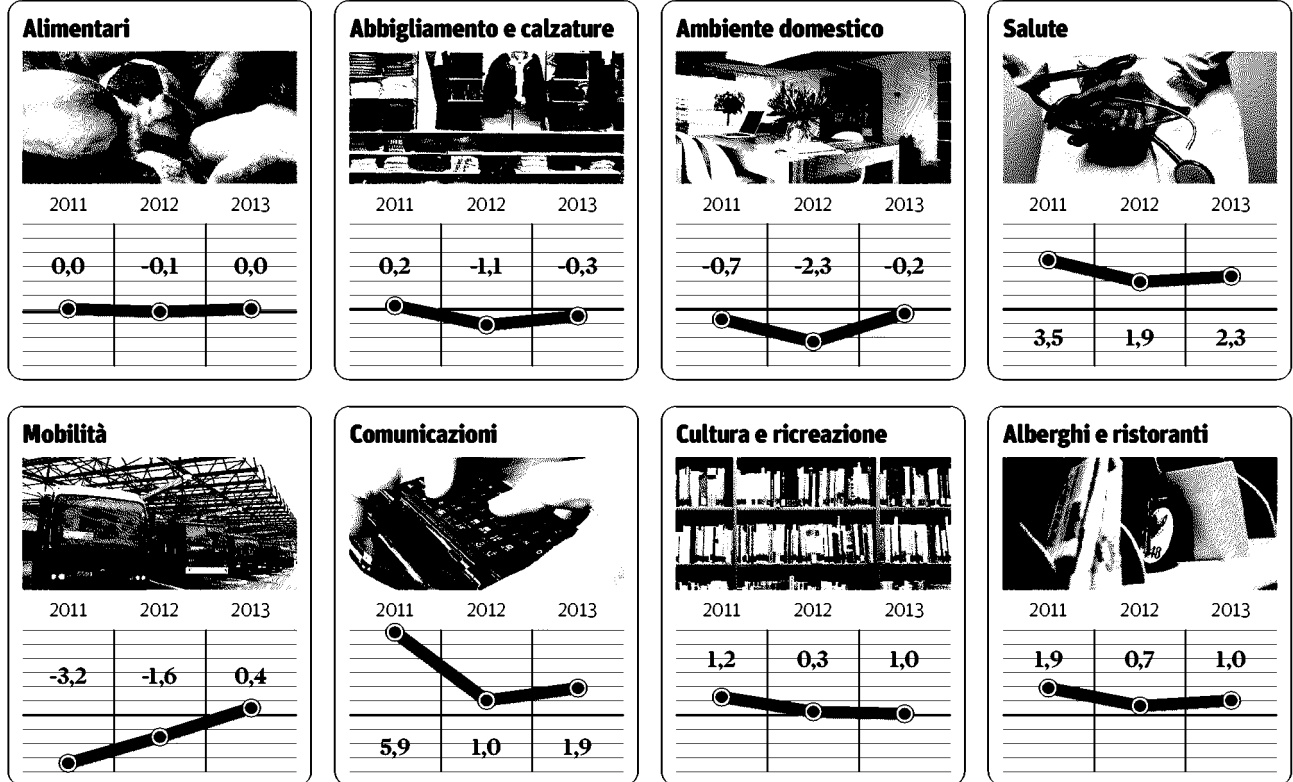 Alimentari
2011 2012 2013
0,0 -0,1 0,0
Abbigliamento e calzature
2011 2012 2013
0,2 -1,1 -0,3
Ambiente domestico
2011 2012 2013
-0,7 -2,3 -0,2
Salute
2011 2012 2013
3,5 1,9 2,3
Mobilità
2011 2012 2013
-3,2 -1,6 0,4
Comunicazioni
2011 2012 2013
5,9 1,0 1,9
Cultura e ricreazione
2011 2012 2013
1,2 0,3 1,0
Alberghi e ristoranti
2011 2012 2013
1,9 0,7 1,0